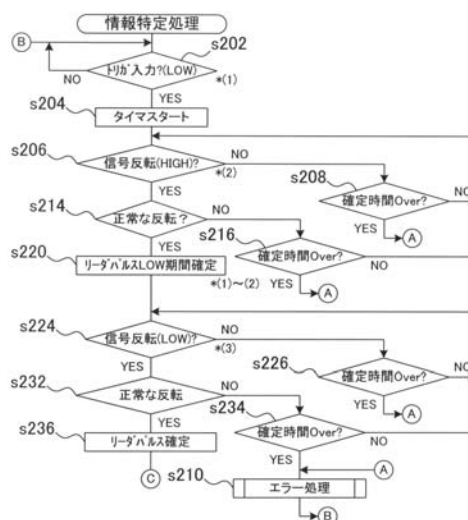 情報特定処理
B
s202
トリガ入力?(LOW)
NO
*(1)
YES
s204
タイマスタート
s206
信号反転(HIGH)?
NO
*(2)
YES
s208
確定時間Over?
NO
YES
A
s214
正常な反転?
NO
YES
s216
確定時間Over?
NO
YES
A
s220
リーダパルスLOW期間確定
*(1)~(2)
s224
信号反転(LOW)?
NO
*(3)
YES
s226
確定時間Over?
NO
YES
A
s232
正常な反転
NO
YES
s234
確定時間Over?
NO
YES
s236
リーダパルス確定
C
A
s210
エラー処理
B